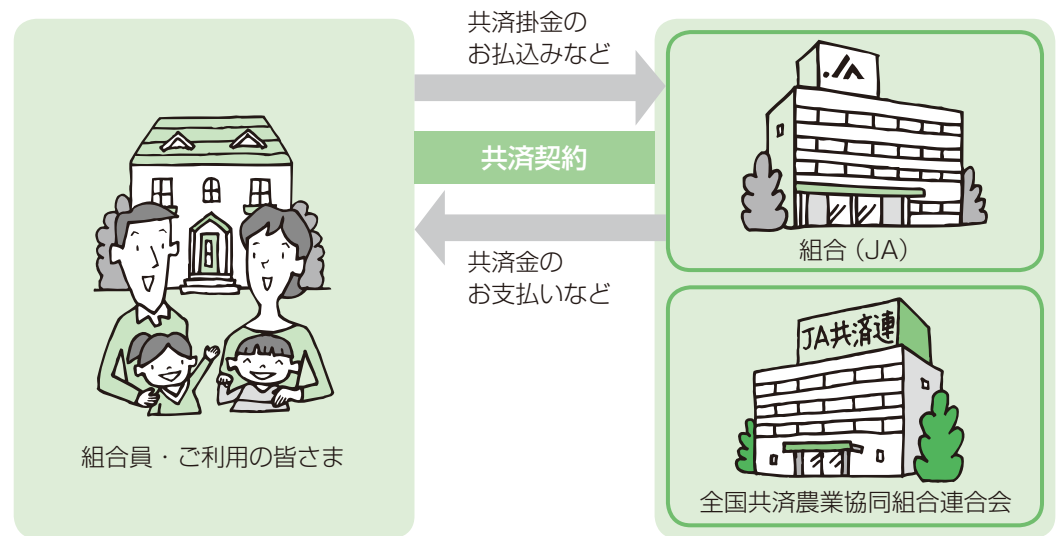 共済掛金の
お払込みなど
共済契約
共済金の
お支払いなど
組合員・ご利用の皆さま
JA
組合（JA）
JA共済連
全国共済農業協同組合連合会